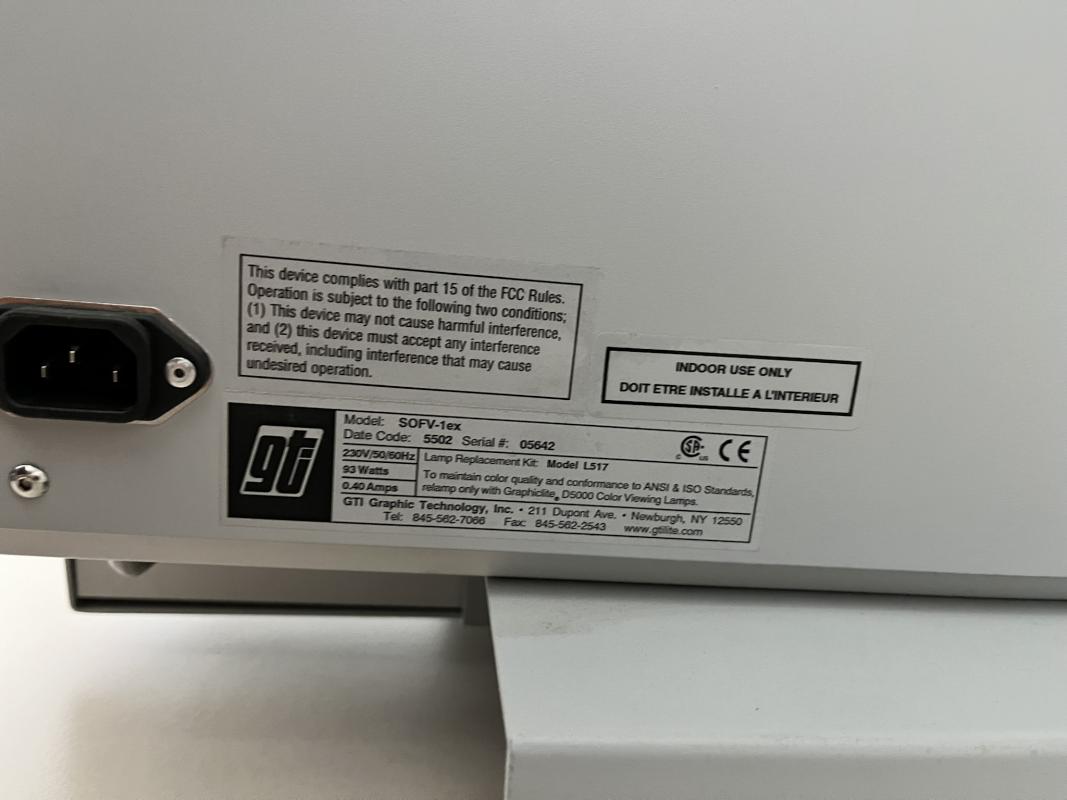 This device complies with part 15 of the FCC Rules.
Operation is subject to the following two conditions;
(1) This device may not cause harmful interference,
and (2) this device must accept any interference
received, including interference that may cause
undesired operation.
INDOOR USE ONLY
DOIT ETRE INSTALLE A L'INTERIEUR
gti
Model: SOFV-1ex
Date Code: 5502 Serial #: 05642
C SA US CE
230V/50/60Hz
93 Watts
0.40 Amps
Lamp Replacement Kit: Model L517
To maintain color quality and conformance to ANSI & ISO Standards,
relamp only with Graphiclite® D5000 Color Viewing Lamps.
GTI Graphic Technology, Inc. • 211 Dupont Ave. • Newburgh, NY 12550
Tel: 845-562-7066 Fax: 845-562-2543 www.gtilite.com